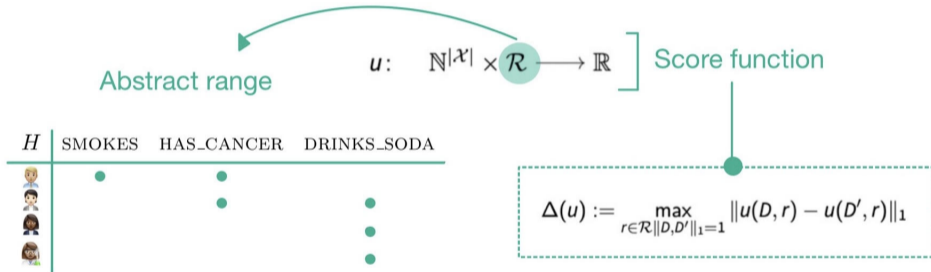 u: ℕ^|𝒳| × ℛ ⟶ ℝ
Score function
Abstract range
H SMOKES HAS_CANCER DRINKS_SODA
Δ(u) := max_{r∈ℛ‖D,D′‖₁=1} ‖u(D, r) − u(D′, r)‖₁